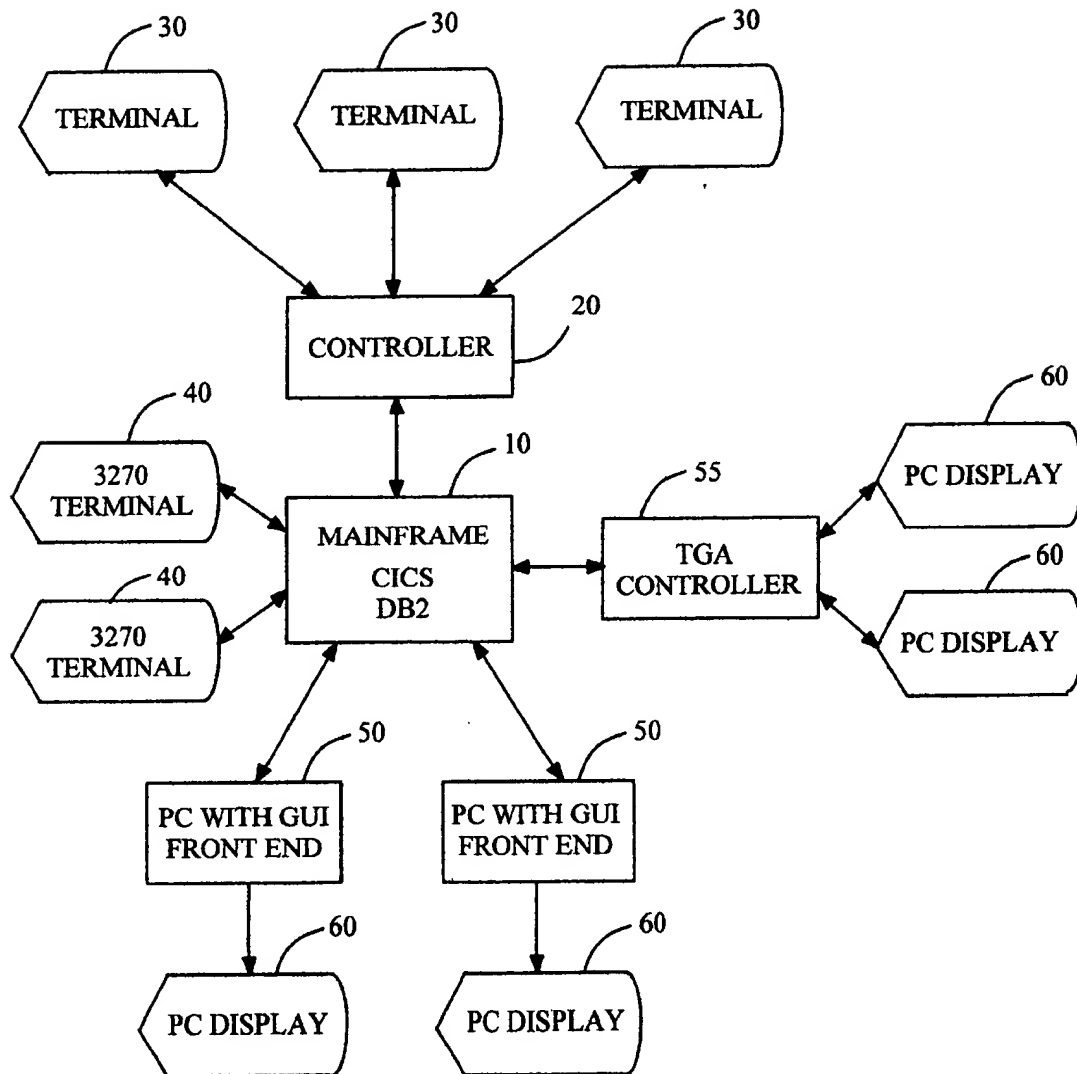 30
30
30
TERMINAL
TERMINAL
TERMINAL
CONTROLLER
20
40
3270
TERMINAL
40
3270
TERMINAL
10
MAINFRAME
CICS
DB2
55
TGA
CONTROLLER
60
PC DISPLAY
60
PC DISPLAY
50
PC WITH GUI
FRONT END
50
PC WITH GUI
FRONT END
60
PC DISPLAY
60
PC DISPLAY